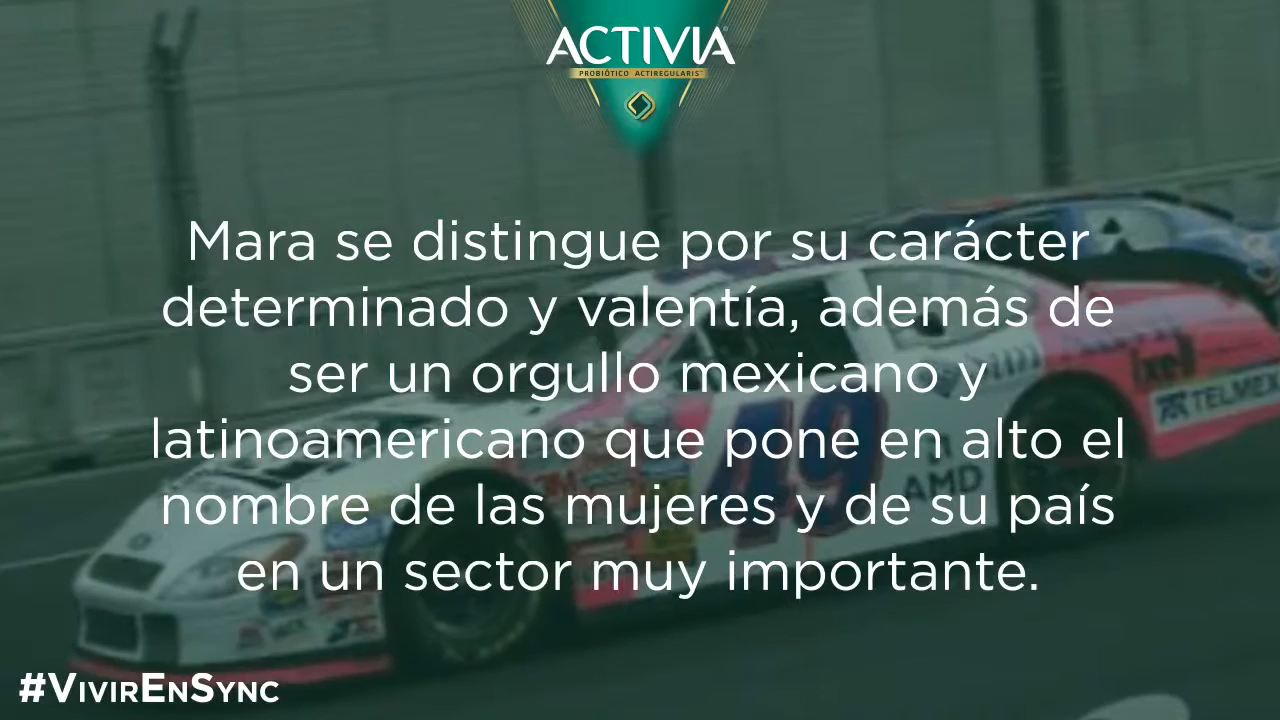 ACTIVIA
PROBIÓTICO ACTIREGULARIS
Mara se distingue por su carácter
determinado y valentía, además de
ser un orgullo mexicano y
latinoamericano que pone en alto el
nombre de las mujeres y de su país
en un sector muy importante.
Ixell
TELMEX
49
AMD
#VIVIRENSYNC